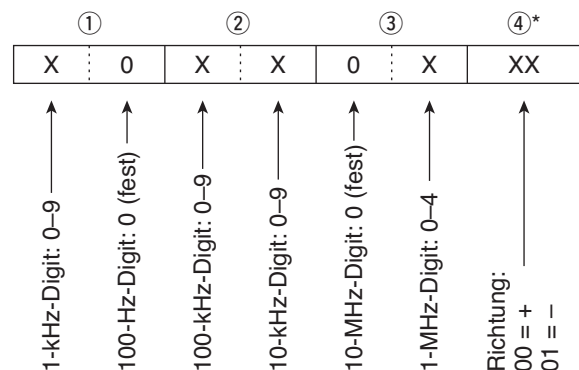 ① ② ③ ④*
X 0 X X 0 X XX
1-kHz-Digit: 0–9
100-Hz-Digit: 0 (fest)
100-kHz-Digit: 0–9
10-kHz-Digit: 0–9
10-MHz-Digit: 0 (fest)
1-MHz-Digit: 0–4
Richtung:
00 = +
01 = –